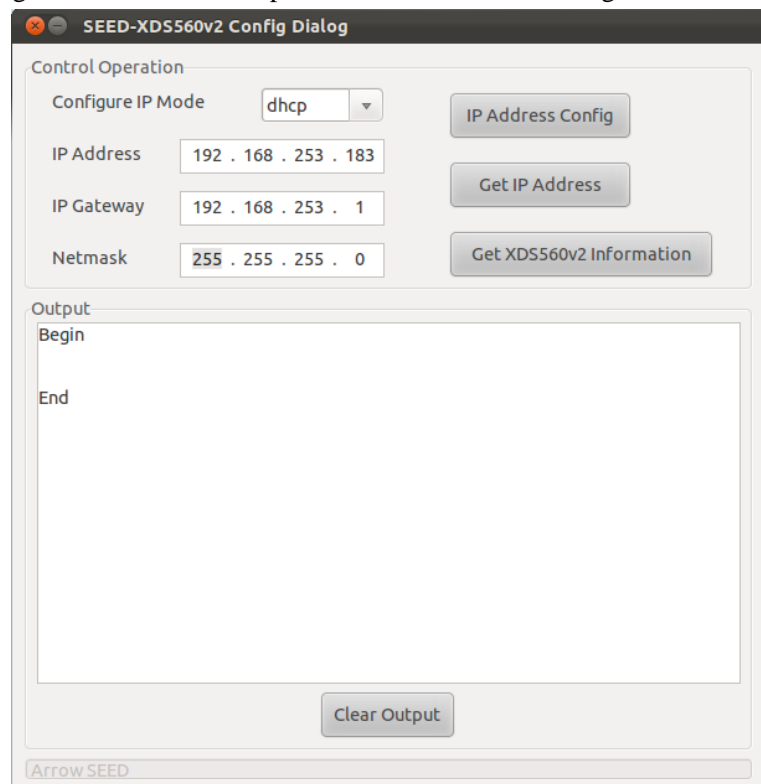 SEED-XDS560v2 Config Dialog
Control Operation
Configure IP Mode dhcp
IP Address Config
IP Address 192 . 168 . 253 . 183
Get IP Address
IP Gateway 192 . 168 . 253 . 1
Netmask 255 . 255 . 255 . 0
Get XDS560v2 Information
Output
Begin
End
Clear Output
Arrow SEED